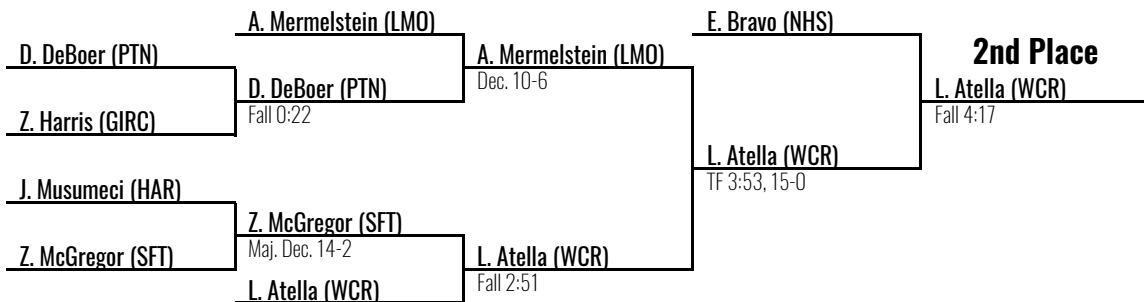 A. Mermelstein (LMO)
D. DeBoer (PTN)
D. DeBoer (PTN)
Fall 0:22
Z. Harris (GIRC)
A. Mermelstein (LMO)
Dec. 10-6
J. Musumeci (HAR)
Z. McGregor (SFT)
Maj. Dec. 14-2
Z. McGregor (SFT)
L. Atella (WCR)
L. Atella (WCR)
Fall 2:51
E. Bravo (NHS)
L. Atella (WCR)
TF 3:53, 15-0
2nd Place
L. Atella (WCR)
Fall 4:17